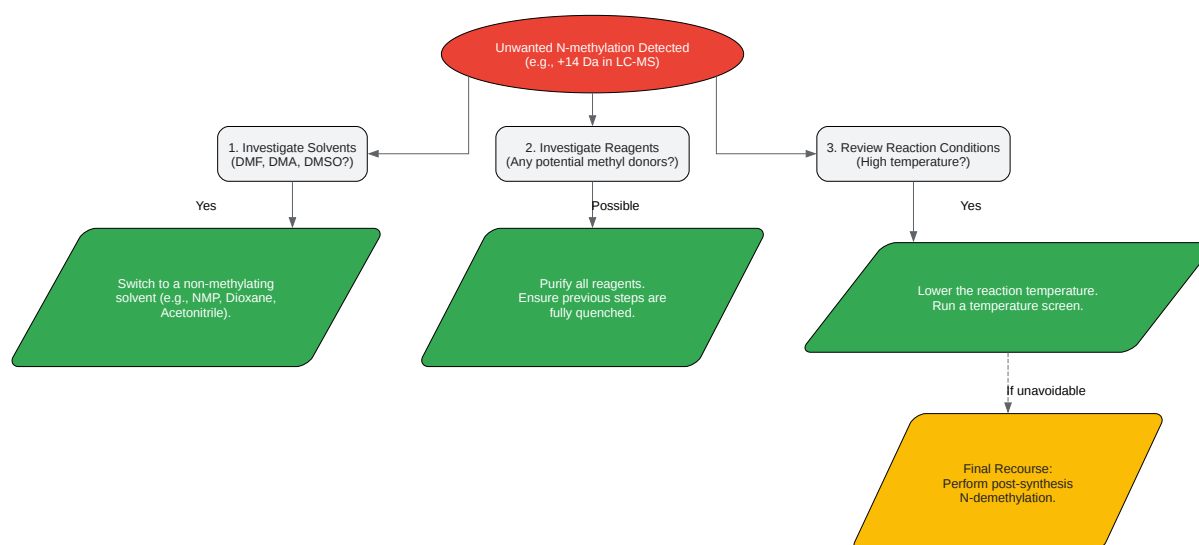 Unwanted N-methylation Detected
(e.g., +14 Da in LC-MS)
1. Investigate Solvents
(DMF, DMA, DMSO?)
2. Investigate Reagents
(Any potential methyl donors?)
3. Review Reaction Conditions
(High temperature?)
Yes
Possible
Yes
Switch to a non-methylating
solvent (e.g., NMP, Dioxane,
Acetonitrile).
Purify all reagents.
Ensure previous steps are
fully quenched.
Lower the reaction temperature.
Run a temperature screen.
If unavoidable
Final Recourse:
Perform post-synthesis
N-demethylation.